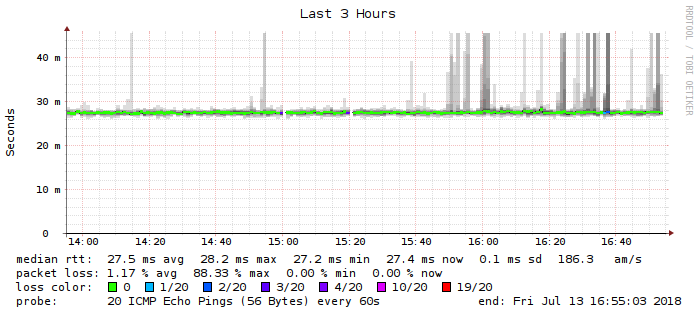 Last 3 Hours
RRDTOOL / TOBI OETIKER
Seconds
40 m
30 m
20 m
10 m
0
14:00 14:20 14:40 15:00 15:20 15:40 16:00 16:20 16:40
median rtt: 27.5 ms avg 28.2 ms max 27.2 ms min 27.4 ms now 0.1 ms sd 186.3 am/s
packet loss: 1.17 % avg 88.33 % max 0.00 % min 0.00 % now
loss color: 0 1/20 2/20 3/20 4/20 10/20 19/20
probe: 20 ICMP Echo Pings (56 Bytes) every 60s end: Fri Jul 13 16:55:03 2018